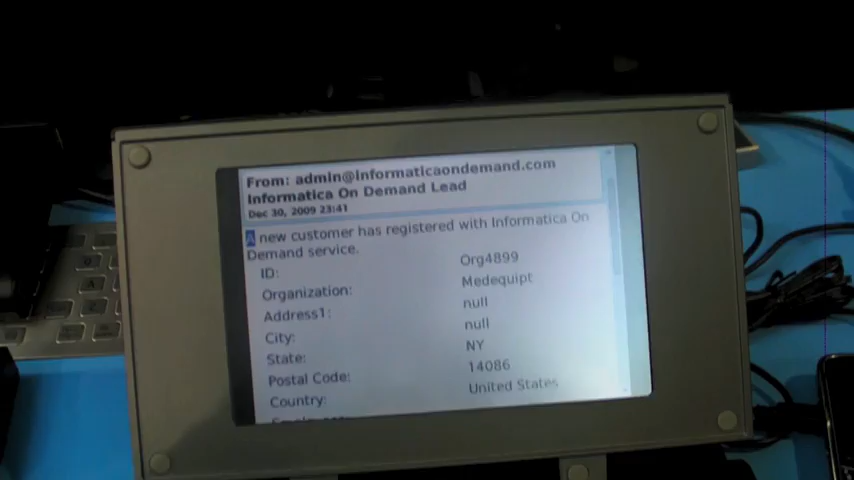 From: admin@informaticaondemand.com
Informatica On Demand Lead
Dec 30, 2009 23:41
A new customer has registered with Informatica On
Demand service.
ID: Org4899
Organization: Medequipt
Address1: null
City: null
State: NY
Postal Code: 14086
Country: United States